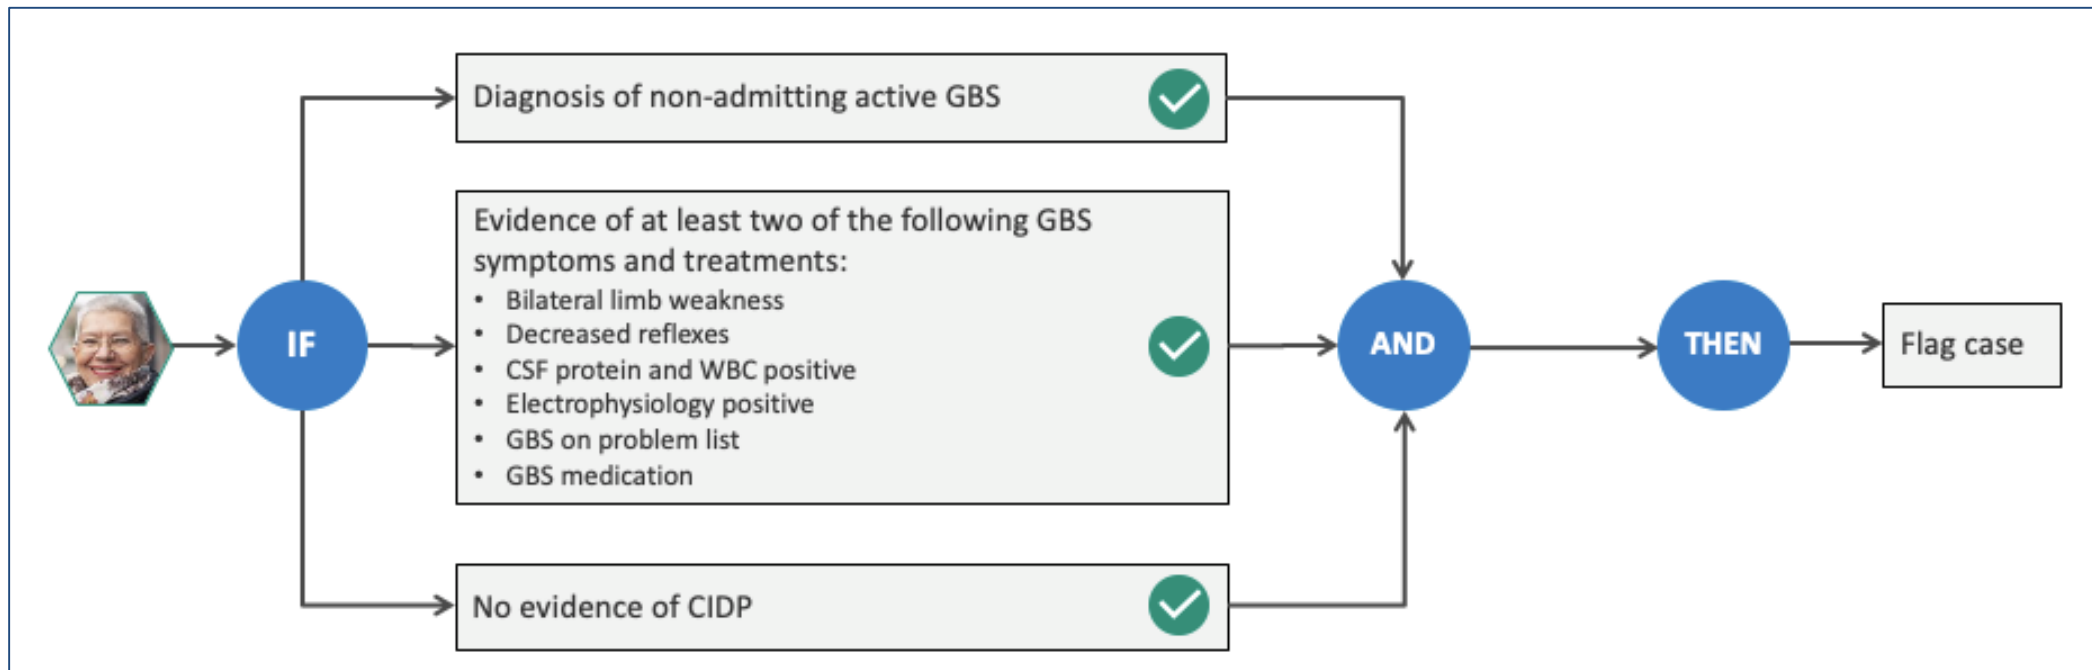 Diagnosis of non-admitting active GBS
Evidence of at least two of the following GBS
symptoms and treatments:
• Bilateral limb weakness
• Decreased reflexes
• CSF protein and WBC positive
• Electrophysiology positive
• GBS on problem list
• GBS medication
IF
AND
THEN
Flag case
No evidence of CIDP